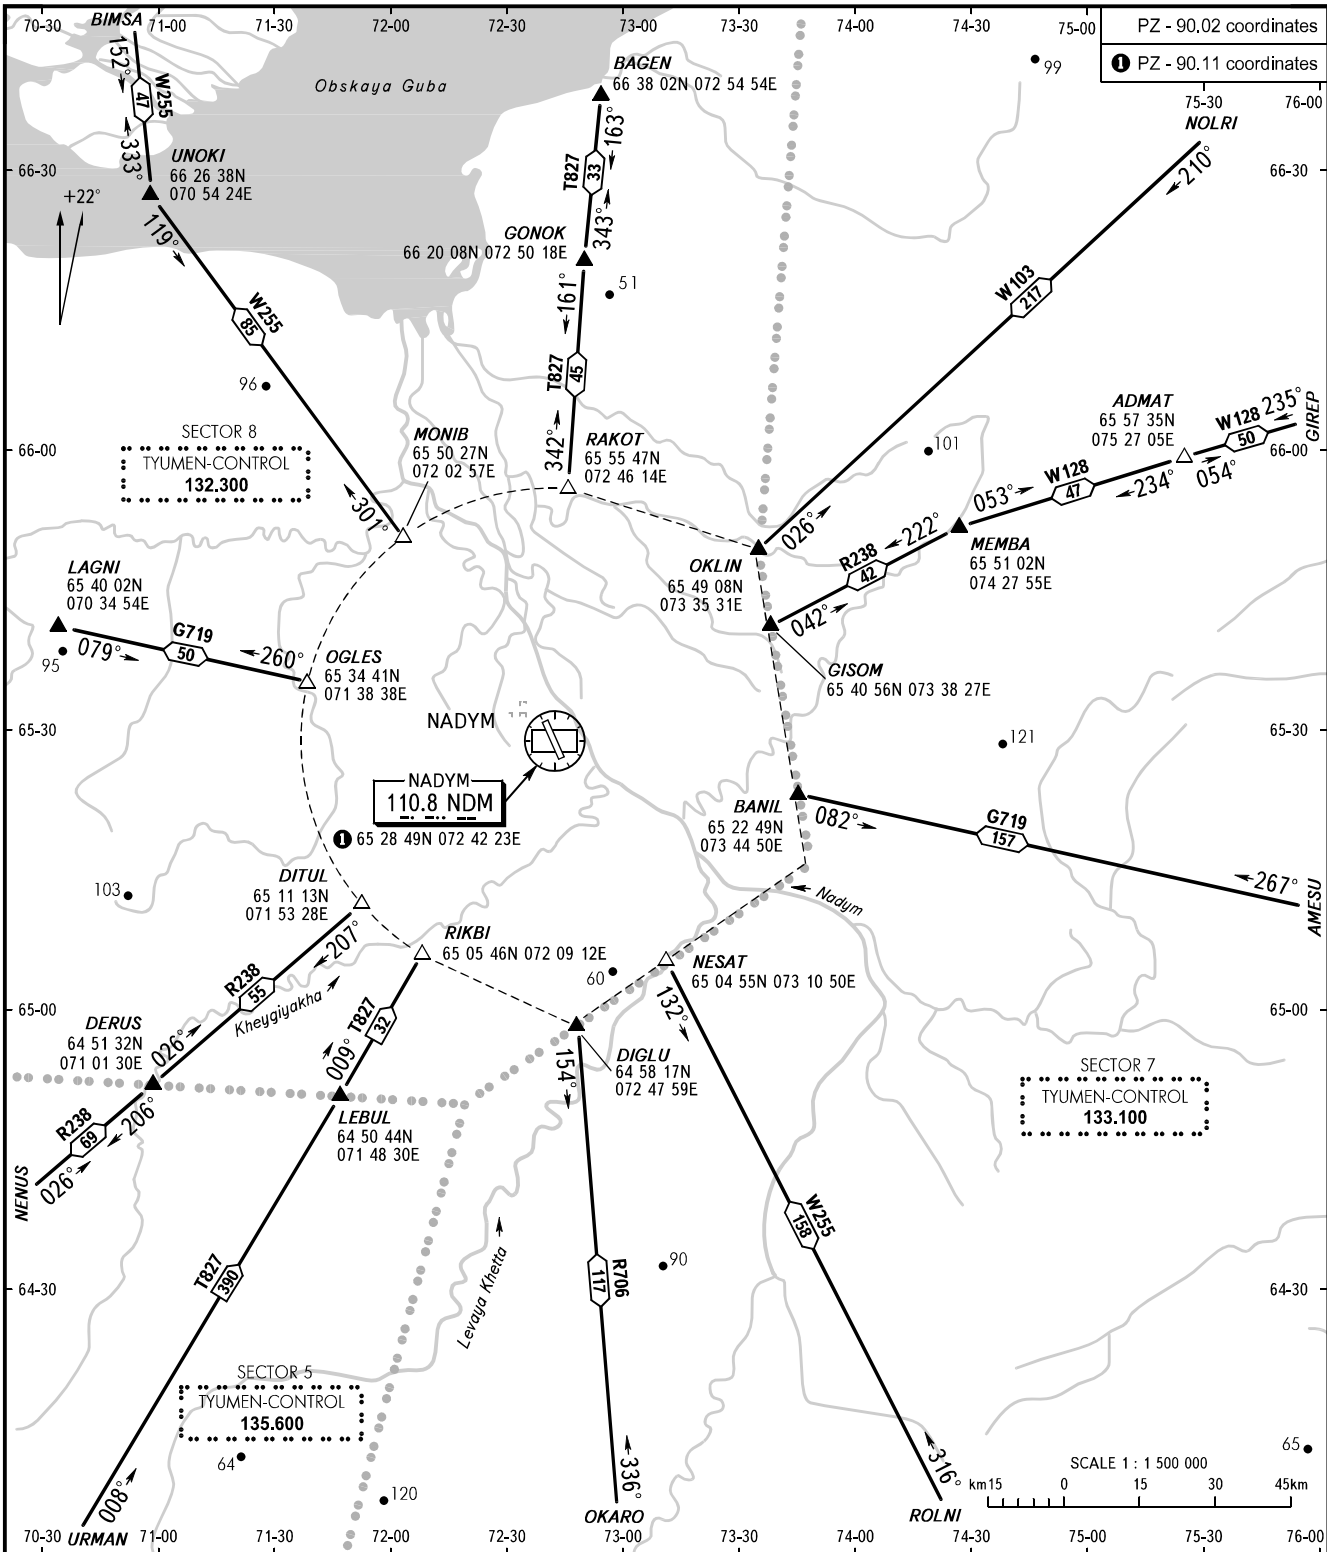 70-30
BIMSA
71-00
71-30
72-00
72-30
73-00
73-30
74-00
74-30
75-00
PZ - 90.02 coordinates
1 PZ - 90.11 coordinates
75-30
76-00
NOLRI
99
Obskaya Guba
BAGEN
66 38 02N 072 54 54E
152°
W255
47
333°
UNOKI
66 26 38N
070 54 24E
163°
T827
33
343°
210°
66-30
66-30
+22°
119°
GONOK
66 20 08N 072 50 18E
51
161°
W103
217
W255
85
T827
45
96
342°
SECTOR 8
TYUMEN-CONTROL
132.300
MONIB
65 50 27N
072 02 57E
RAKOT
65 55 47N
072 46 14E
ADMAT
65 57 35N
075 27 05E
W128
235°
50
GIREP
66-00
66-00
101
301°
W128
47
053°
234°
054°
026°
222°
R238
42
042°
MEMBA
65 51 02N
074 27 55E
OKLIN
65 49 08N
073 35 31E
LAGNI
65 40 02N
070 34 54E
G719
50
079°
260°
95
OGLES
65 34 41N
071 38 38E
GISOM
65 40 56N 073 38 27E
65-30
65-30
NADYM
121
NADYM
110.8 NDM
1 65 28 49N 072 42 23E
BANIL
65 22 49N
073 44 50E
082°
G719
157
267°
AMESU
103
DITUL
65 11 13N
071 53 28E
Nadym
207°
RIKBI
65 05 46N 072 09 12E
60
NESAT
65 04 55N 073 10 50E
R238
55
Kheygiyakha
65-00
65-00
DERUS
64 51 32N
071 01 30E
026°
T827
32
009°
132°
DIGLU
64 58 17N
072 47 59E
154°
SECTOR 7
TYUMEN-CONTROL
133.100
R238
69
206°
026°
NENUS
LEBUL
64 50 44N
071 48 30E
W255
158
T827
390
Levaya Khetta
R706
117
90
64-30
64-30
SECTOR 5
TYUMEN-CONTROL
135.600
64
120
65
008°
336°
316°
SCALE 1 : 1 500 000
km15
0
15
30
45km
URMAN
OKARO
ROLNI
70-30
71-00
71-30
72-00
72-30
73-00
73-30
74-00
74-30
75-00
75-30
76-00